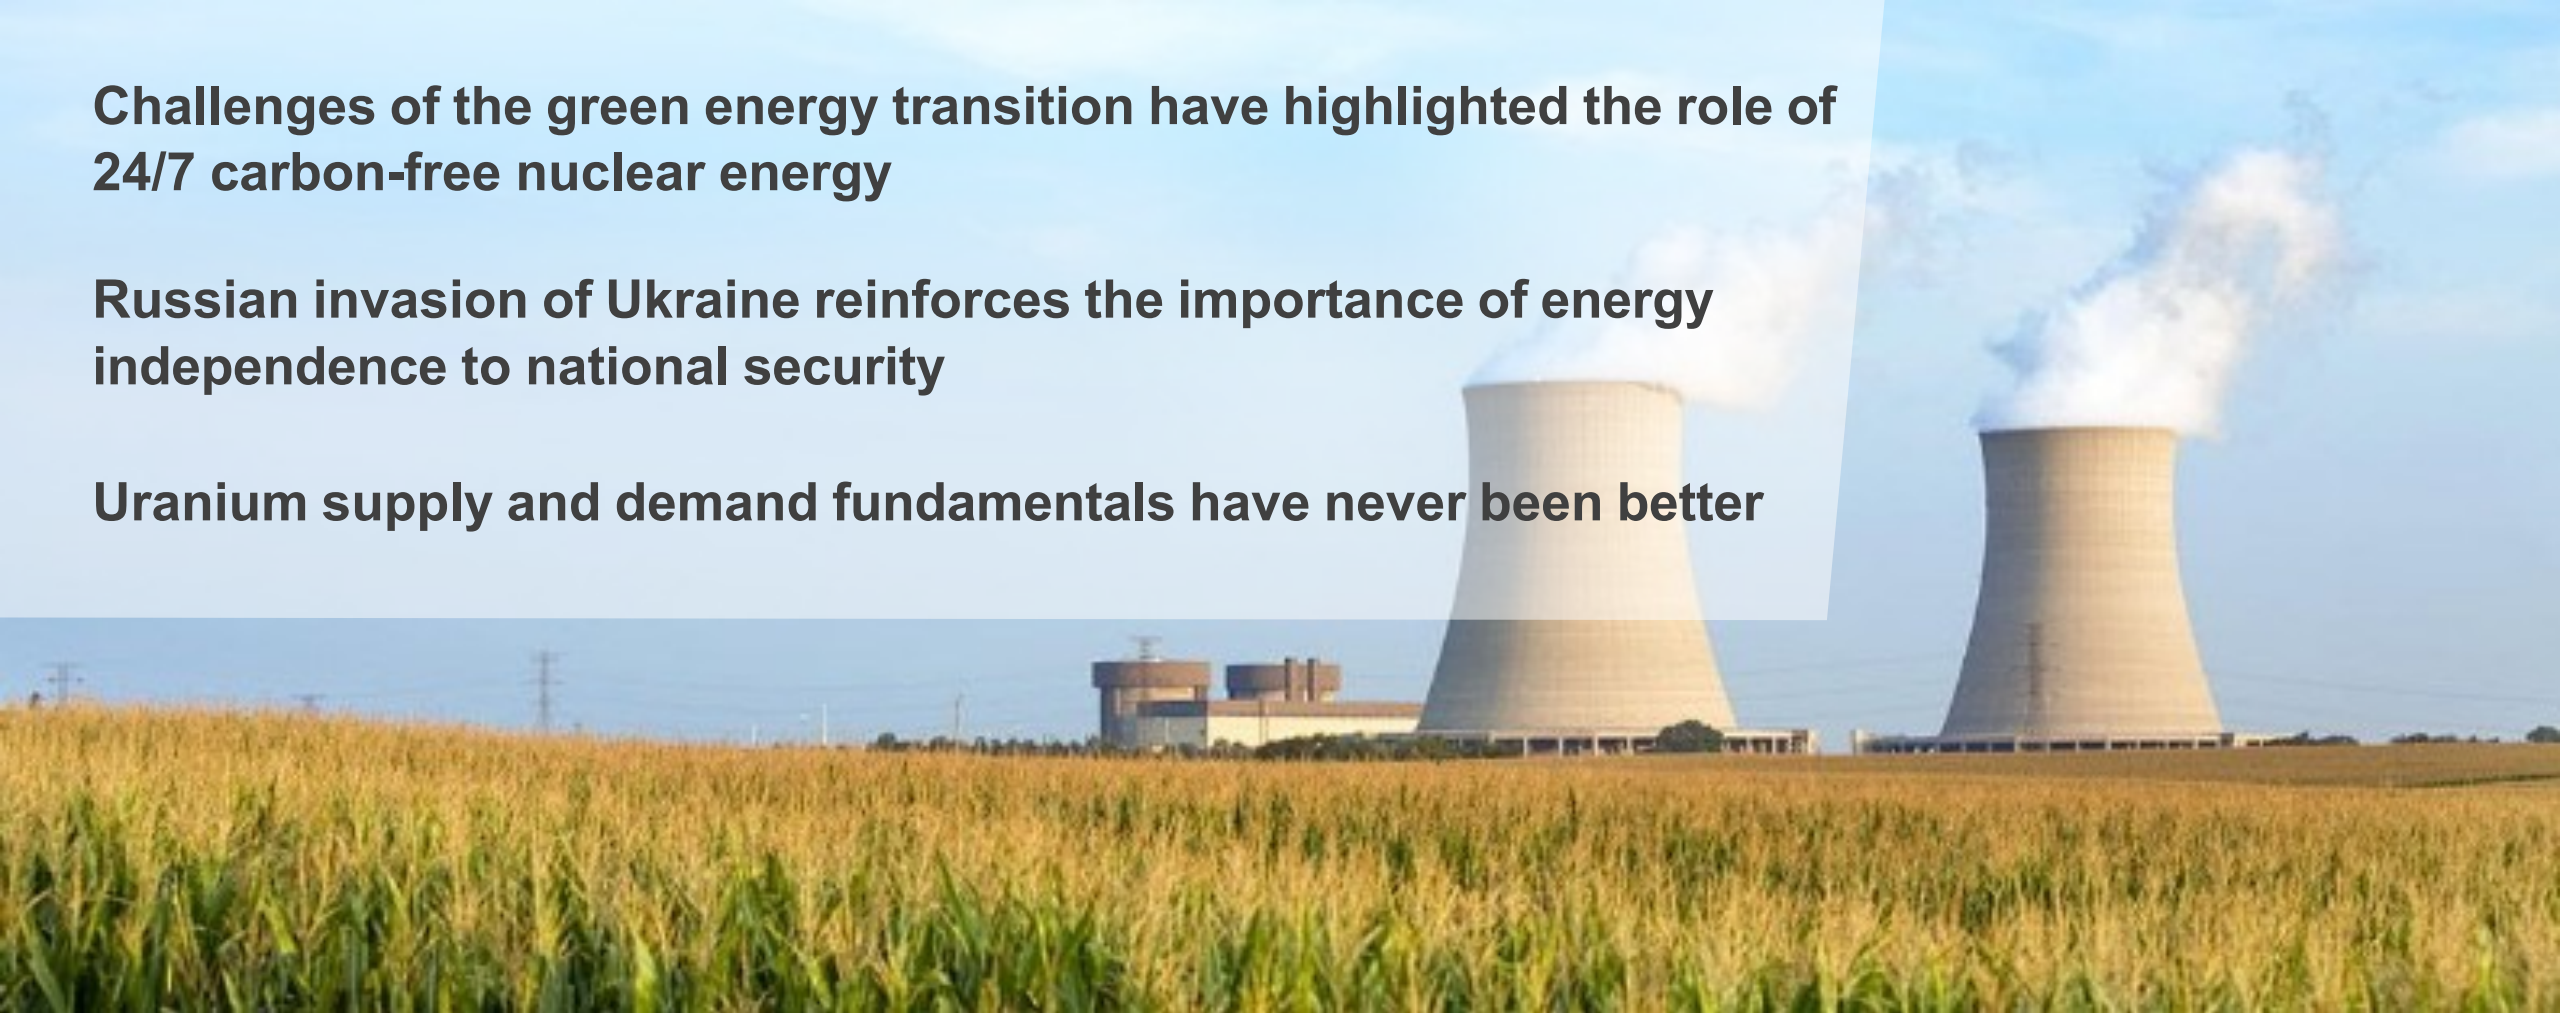 Challenges of the green energy transition have highlighted the role of
24/7 carbon-free nuclear energy
Russian invasion of Ukraine reinforces the importance of energy
independence to national security
Uranium supply and demand fundamentals have never been better